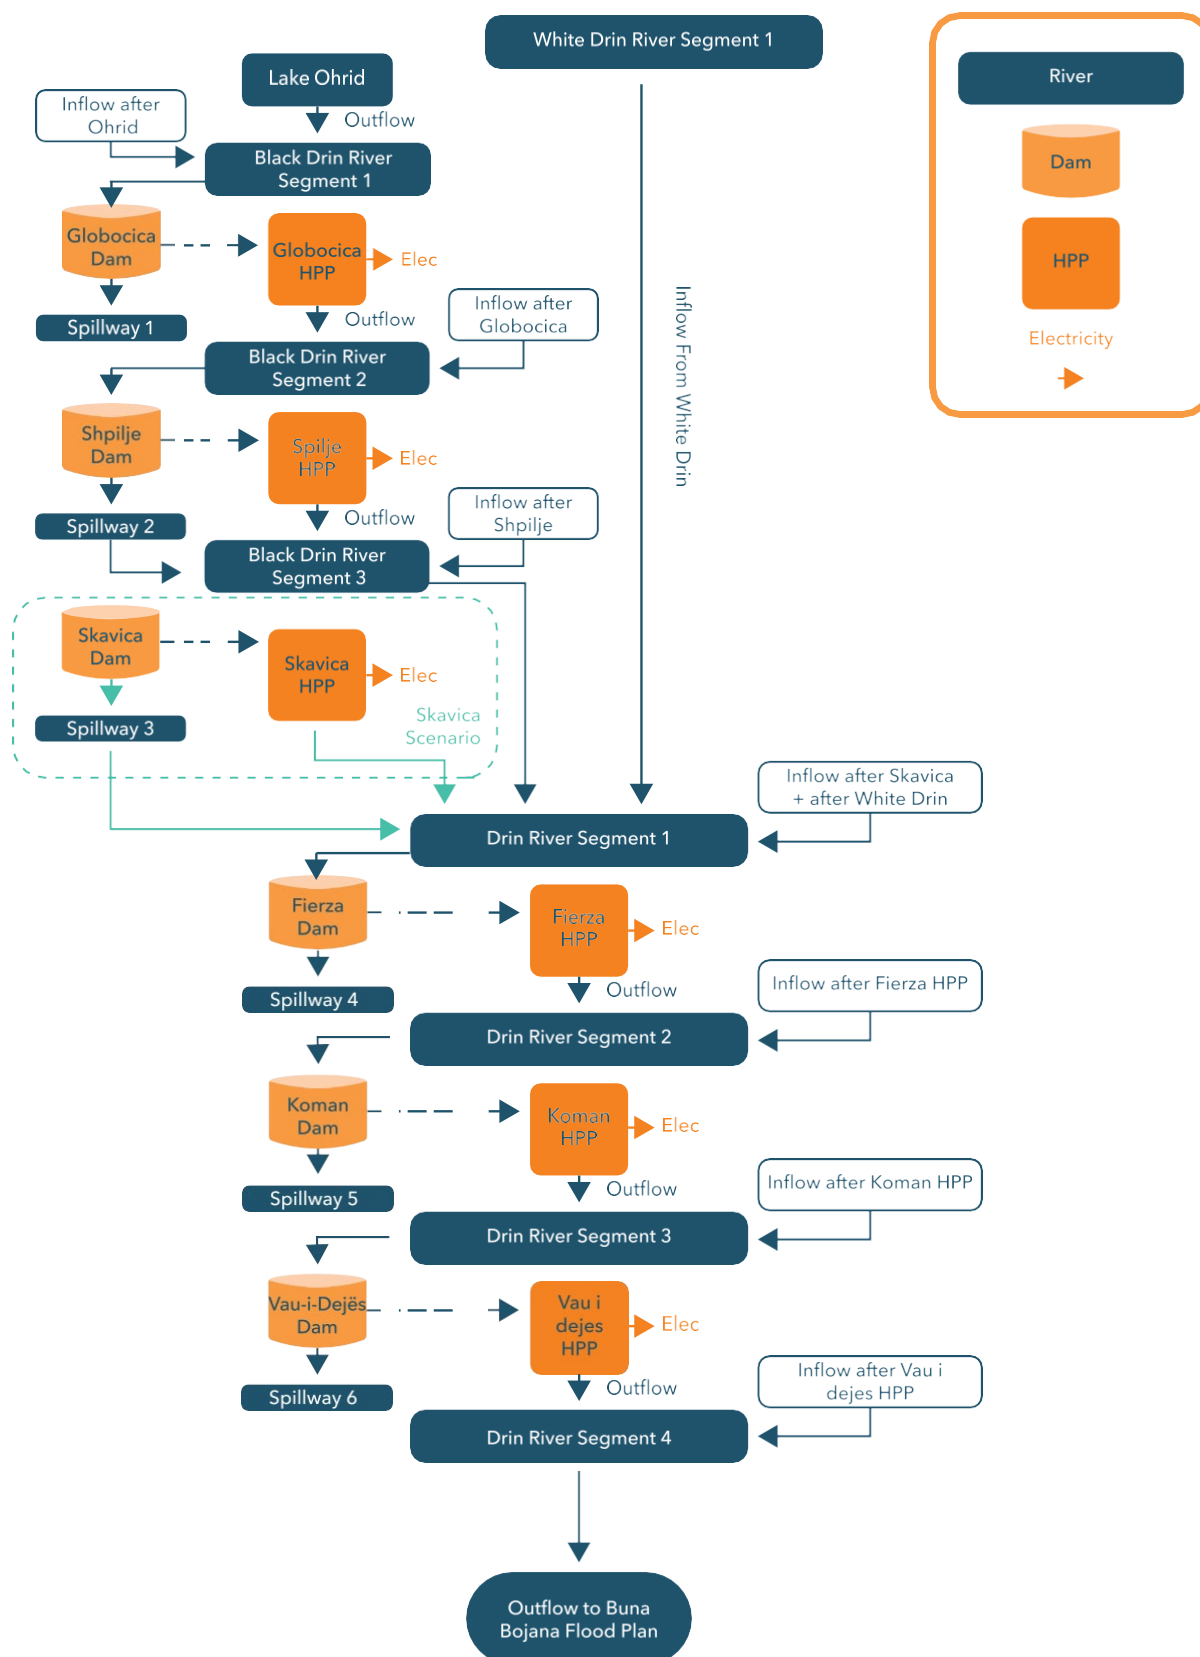 White Drin River Segment 1
Lake Ohrid
Inflow after
Ohrid
Outflow
Black Drin River
Segment 1
Globocica
Dam
Globocica
HPP
Elec
Spillway 1
Outflow
Inflow after
Globocica
Black Drin River
Segment 2
Inflow From White Drin
Shpilje
Dam
Spilje
HPP
Elec
Spillway 2
Outflow
Inflow after
Shpilje
Black Drin River
Segment 3
Skavica
Dam
Skavica
HPP
Elec
Spillway 3
Skavica
Scenario
Inflow after Skavica
+ after White Drin
Drin River Segment 1
Fierza
Dam
Fierza
HPP
Elec
Spillway 4
Outflow
Inflow after Fierza HPP
Drin River Segment 2
Koman
Dam
Koman
HPP
Elec
Spillway 5
Outflow
Inflow after Koman HPP
Drin River Segment 3
Vau-i-Dejës
Dam
Vau i
dejes
HPP
Elec
Spillway 6
Outflow
Inflow after Vau i
dejes HPP
Drin River Segment 4
Outflow to Buna
Bojana Flood Plan
River
Dam
HPP
Electricity